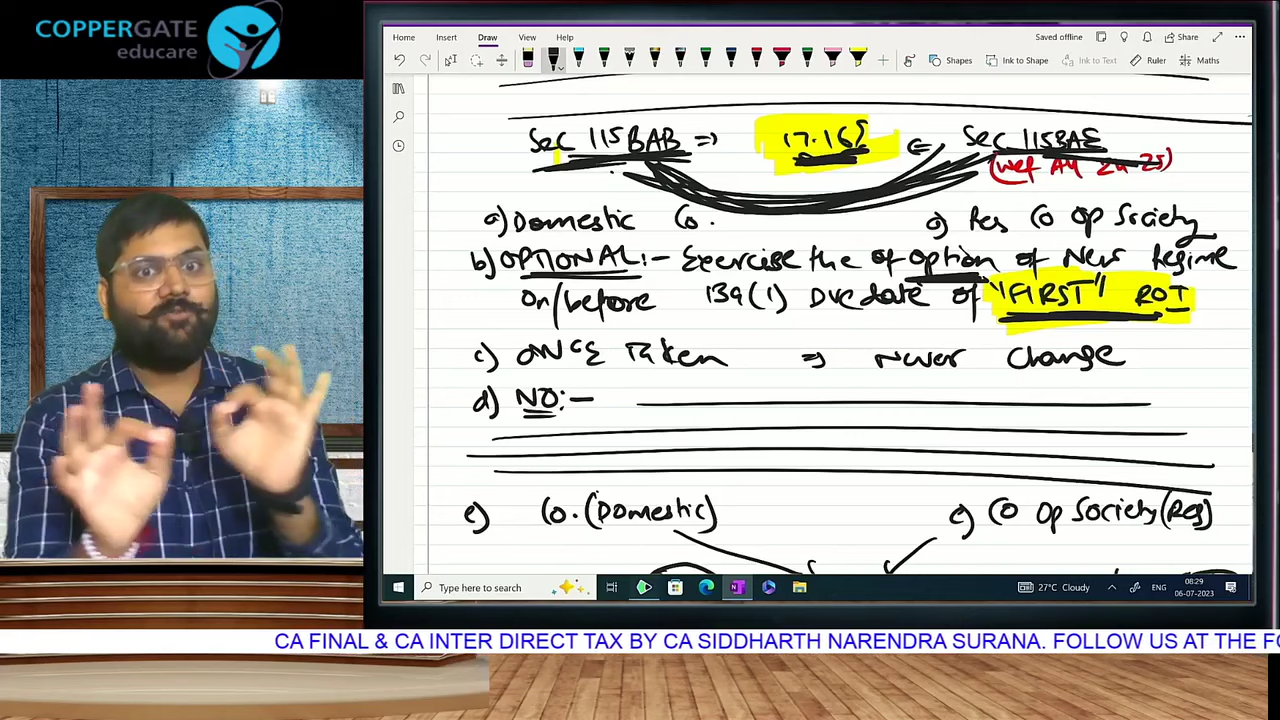 COPPERGATE
educare
Home Insert Draw View Help
Saved offline Share
Shapes Ink to Shape Ink to Text Ruler Maths
Sec 115BAB ⇒ 17.16% ⇐ Sec 115BAE
(wef AY 24-25)
a) Domestic Co. a) Res Co Op Society
b) OPTIONAL:- Exercise the of option of New Regime
on/before 139(1) Due date of "FIRST" ROI
c) ONCE Taken ⇒ Never Change
d) NO:-
e) Co. (Domestic) e) Co Op Society (Res)
Type here to search
27°C Cloudy ENG 08:29
06-07-2023
CA FINAL & CA INTER DIRECT TAX BY CA SIDDHARTH NARENDRA SURANA. FOLLOW US AT THE FO